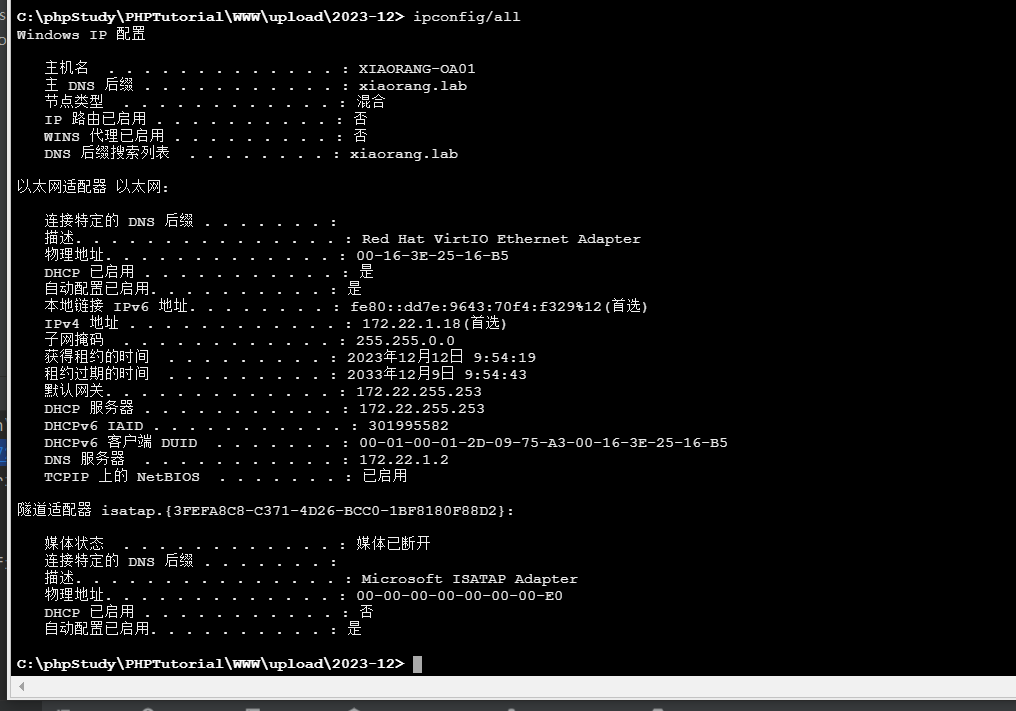 C:\phpStudy\PHPTutorial\WWW\upload\2023-12> ipconfig/all
Windows IP 配置
主机名 . . . . . . . . . . . . . : XIAORANG-OA01
主 DNS 后缀 . . . . . . . . . . . : xiaorang.lab
节点类型 . . . . . . . . . . . . : 混合
IP 路由已启用 . . . . . . . . . . : 否
WINS 代理已启用 . . . . . . . . . : 否
DNS 后缀搜索列表 . . . . . . . . : xiaorang.lab
以太网适配器 以太网:
连接特定的 DNS 后缀 . . . . . . . :
描述. . . . . . . . . . . . . . . : Red Hat VirtIO Ethernet Adapter
物理地址. . . . . . . . . . . . . : 00-16-3E-25-16-B5
DHCP 已启用 . . . . . . . . . . . : 是
自动配置已启用. . . . . . . . . . : 是
本地链接 IPv6 地址. . . . . . . . : fe80::dd7e:9643:70f4:f329%12(首选)
IPv4 地址 . . . . . . . . . . . . : 172.22.1.18(首选)
子网掩码 . . . . . . . . . . . . : 255.255.0.0
获得租约的时间 . . . . . . . . . : 2023年12月12日 9:54:19
租约过期的时间 . . . . . . . . . : 2033年12月9日 9:54:43
默认网关. . . . . . . . . . . . . : 172.22.255.253
DHCP 服务器 . . . . . . . . . . . : 172.22.255.253
DHCPv6 IAID . . . . . . . . . . . : 301995582
DHCPv6 客户端 DUID . . . . . . . : 00-01-00-01-2D-09-75-A3-00-16-3E-25-16-B5
DNS 服务器 . . . . . . . . . . . : 172.22.1.2
TCPIP 上的 NetBIOS . . . . . . . : 已启用
隧道适配器 isatap.{3FEFA8C8-C371-4D26-BCC0-1BF8180F88D2}:
媒体状态 . . . . . . . . . . . . : 媒体已断开
连接特定的 DNS 后缀 . . . . . . . :
描述. . . . . . . . . . . . . . . : Microsoft ISATAP Adapter
物理地址. . . . . . . . . . . . . : 00-00-00-00-00-00-00-E0
DHCP 已启用 . . . . . . . . . . . : 否
自动配置已启用. . . . . . . . . . : 是
C:\phpStudy\PHPTutorial\WWW\upload\2023-12>